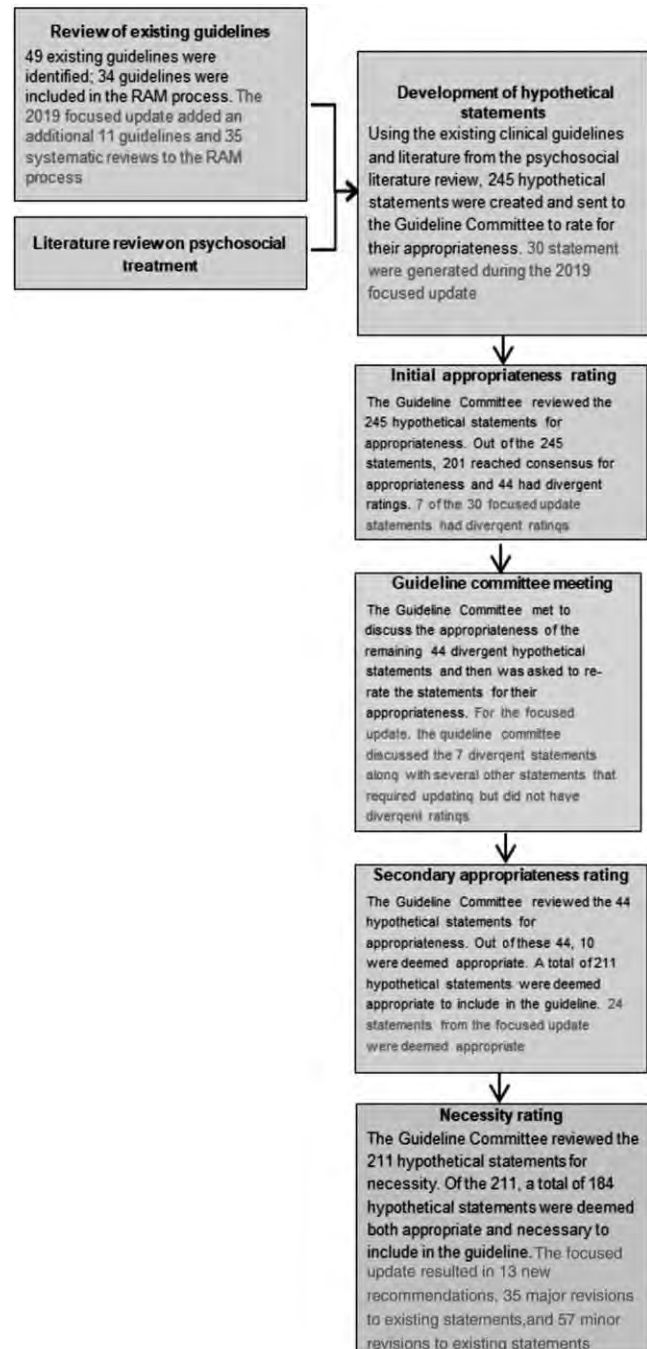 Review of existing guidelines
49 existing guidelines were
identified; 34 guidelines were
included in the RAM process. The
2019 focused update added an
additional 11 guidelines and 35
systematic reviews to the RAM
process
Literature review on psychosocial
treatment
Development of hypothetical
statements
Using the existing clinical guidelines
and literature from the psychosocial
literature review, 245 hypothetical
statements were created and sent to
the Guideline Committee to rate for
their appropriateness. 30 statement
were generated during the 2019
focused update
Initial appropriateness rating
The Guideline Committee reviewed the
245 hypothetical statements for
appropriateness. Out of the 245
statements, 201 reached consensus for
appropriateness and 44 had divergent
ratings. 7 of the 30 focused update
statements had divergent ratings
Guideline committee meeting
The Guideline Committee met to
discuss the appropriateness of the
remaining 44 divergent hypothetical
statements and then was asked to re-
rate the statements for their
appropriateness. For the focused
update, the guideline committee
discussed the 7 divergent statements
along with several other statements that
required updating but did not have
divergent ratings
Secondary appropriateness rating
The Guideline Committee reviewed the 44
hypothetical statements for
appropriateness. Out of these 44, 10
were deemed appropriate. A total of 211
hypothetical statements were deemed
appropriate to include in the guideline. 24
statements from the focused update
were deemed appropriate
Necessity rating
The Guideline Committee reviewed the
211 hypothetical statements for
necessity. Of the 211, a total of 184
hypothetical statements were deemed
both appropriate and necessary to
include in the guideline. The focused
update resulted in 13 new
recommendations, 35 major revisions
to existing statements,and 57 minor
revisions to existing statements